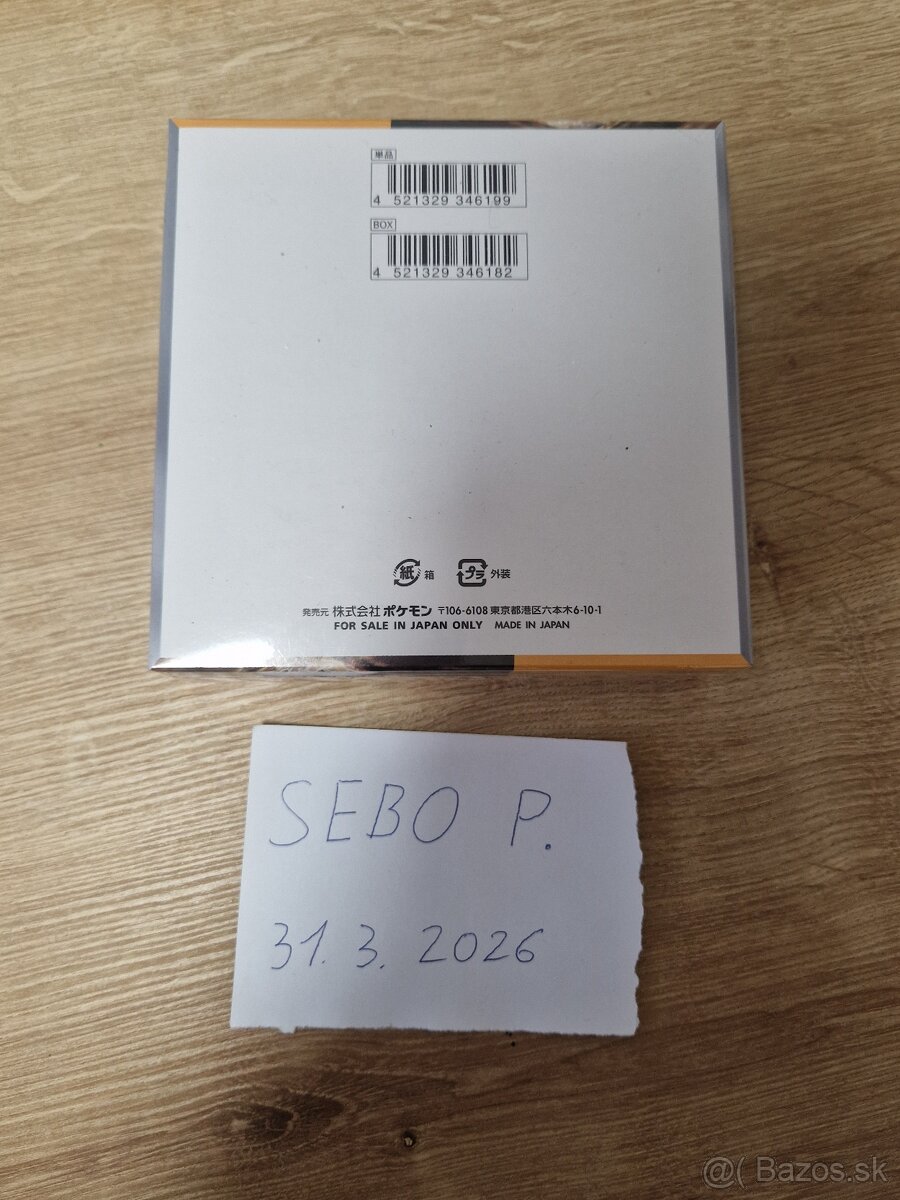 単品
4 521329 346199
BOX
4 521329 346182
紙 箱 プラ 外装
発売元 株式会社 ポケモン 〒106-6108 東京都港区六本木6-10-1
FOR SALE IN JAPAN ONLY MADE IN JAPAN
SEBO P.
31. 3. 2026
@( Bazos.sk